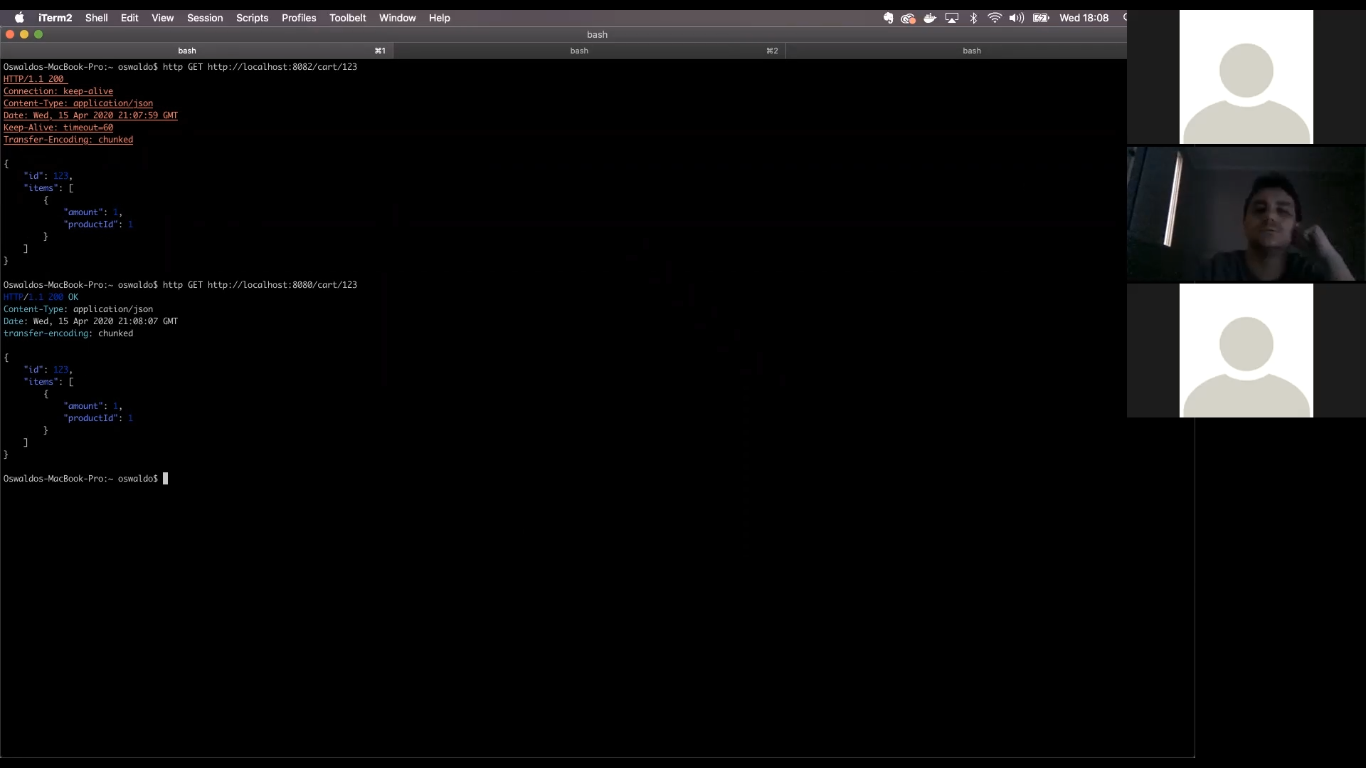 iTerm2 Shell Edit View Session Scripts Profiles Toolbelt Window Help Wed 18:08
bash
bash ⌘1 bash ⌘2 bash
Oswaldos-MacBook-Pro:~ oswaldo$ http GET http://localhost:8082/cart/123
HTTP/1.1 200
Connection: keep-alive
Content-Type: application/json
Date: Wed, 15 Apr 2020 21:07:59 GMT
Keep-Alive: timeout=60
Transfer-Encoding: chunked
{
"id": 123,
"items": [
{
"amount": 1,
"productId": 1
}
]
}
Oswaldos-MacBook-Pro:~ oswaldo$ http GET http://localhost:8080/cart/123
HTTP/1.1 200 OK
Content-Type: application/json
Date: Wed, 15 Apr 2020 21:08:07 GMT
transfer-encoding: chunked
{
"id": 123,
"items": [
{
"amount": 1,
"productId": 1
}
]
}
Oswaldos-MacBook-Pro:~ oswaldo$